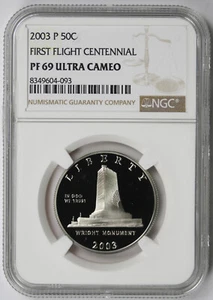 2003 P 50C
FIRST FLIGHT CENTENNIAL
PF 69 ULTRA CAMEO
8349604-093
NUMISMATIC GUARANTY COMPANY
NGC
LIBERTY
IN GOD
WE TRUST
WRIGHT MONUMENT
2003